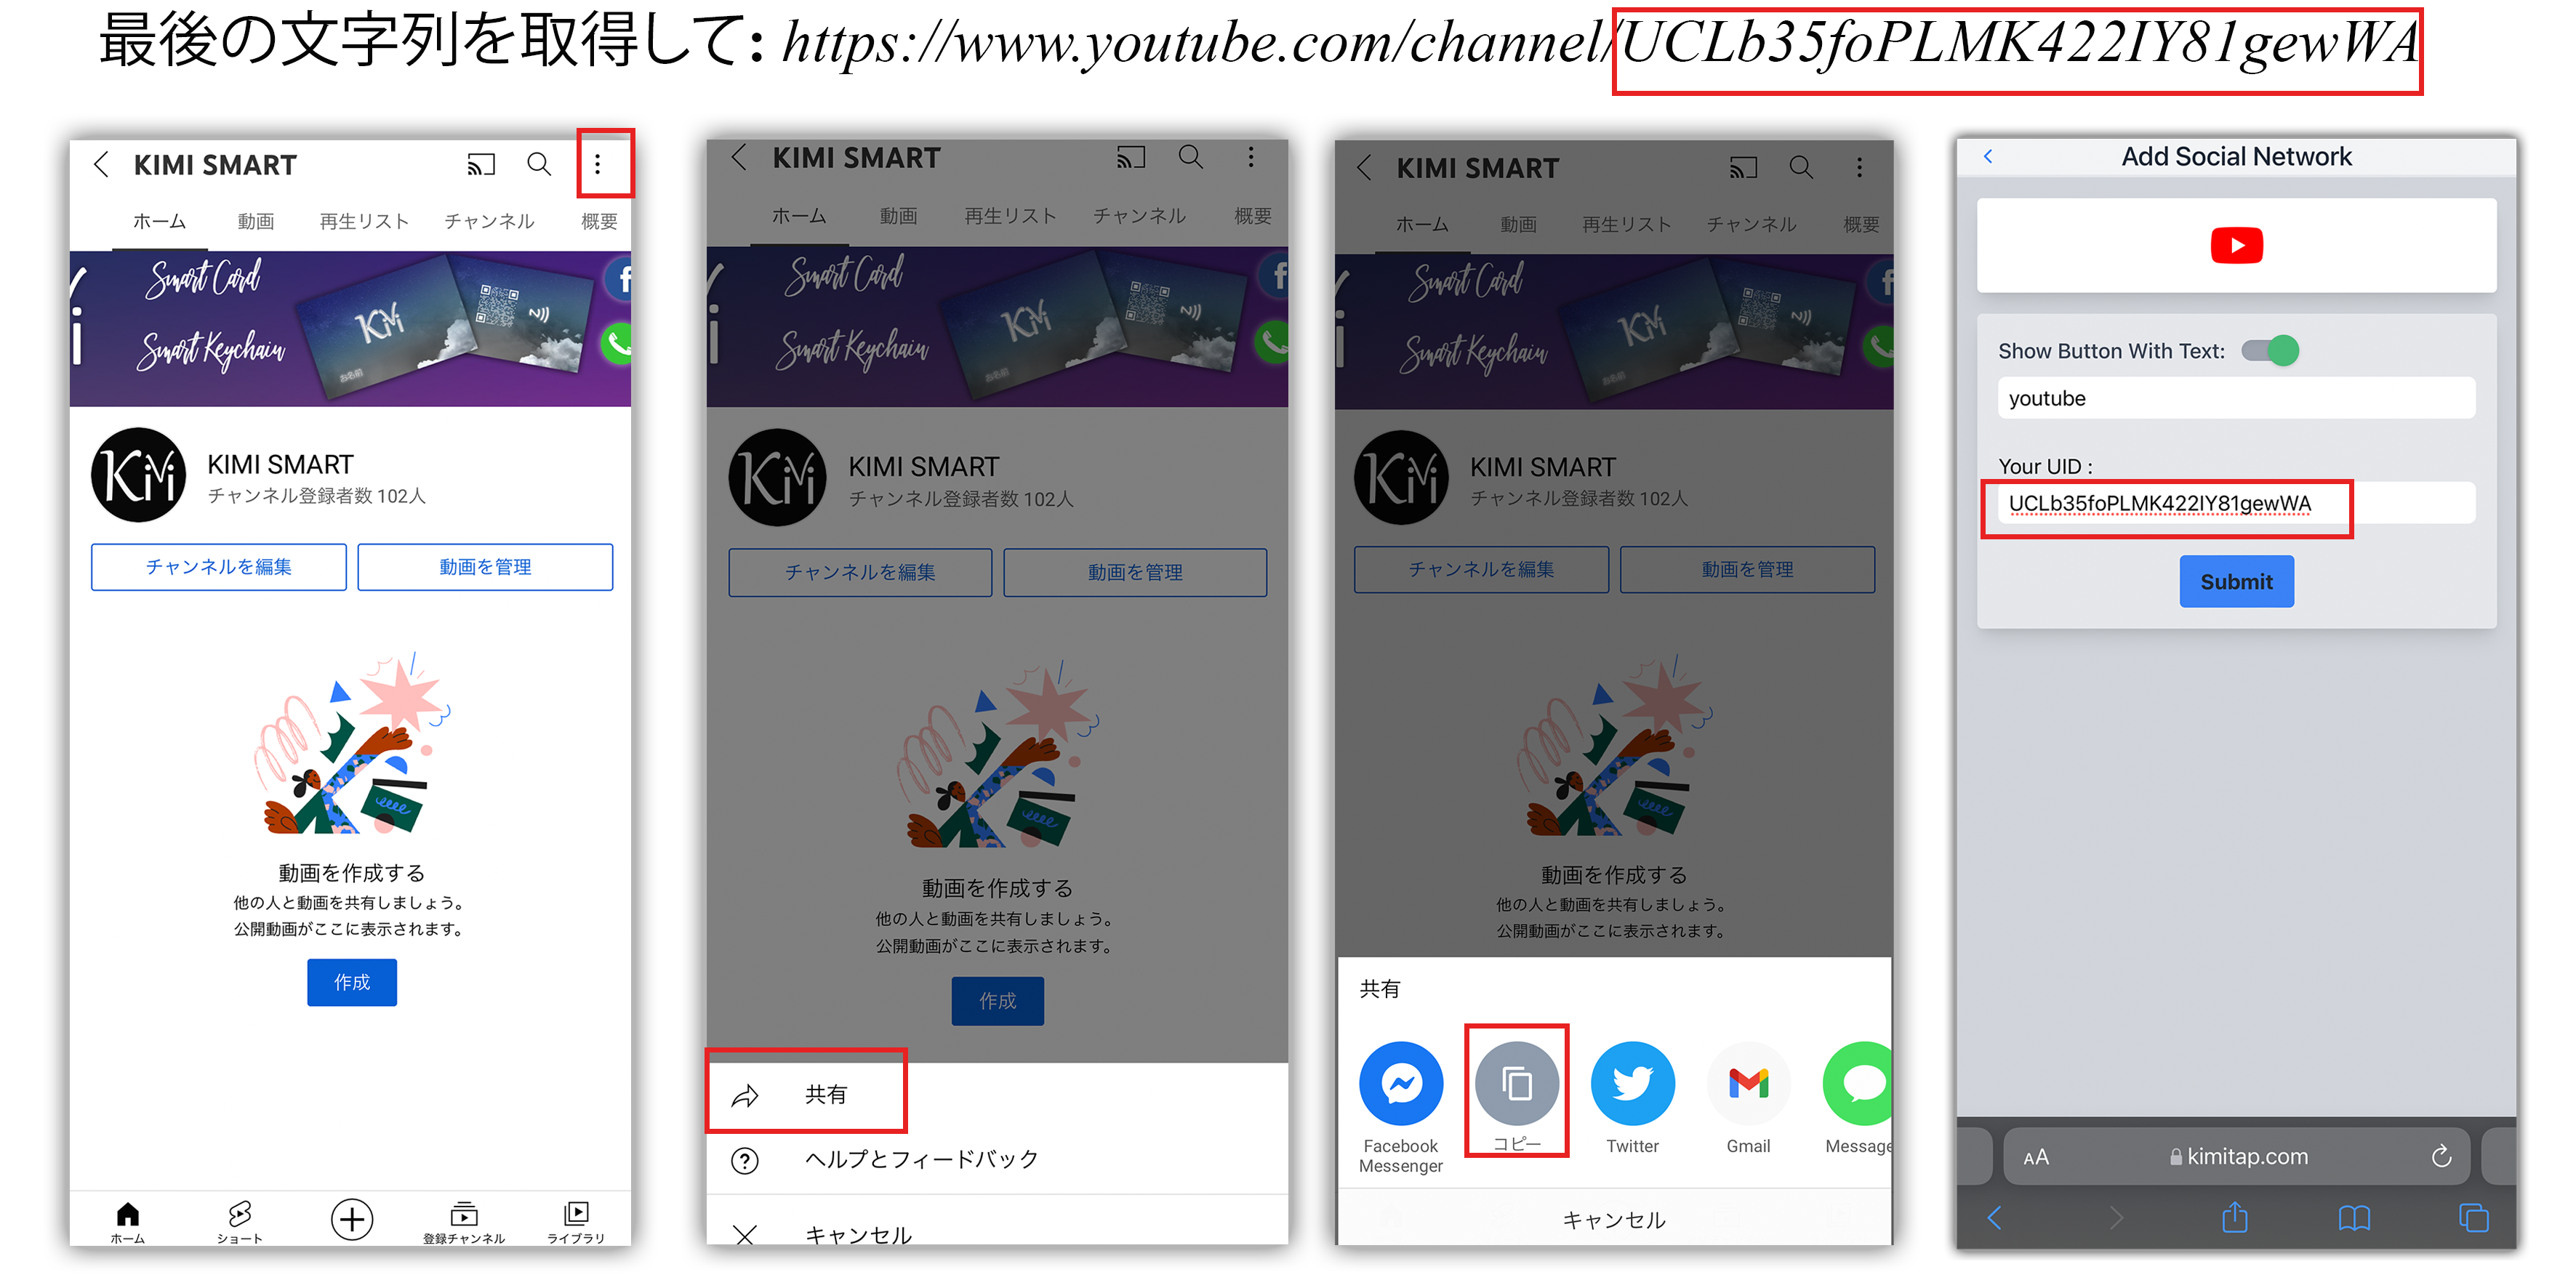 最後の文字列を取得して: https://www.youtube.com/channel/UCLb35foPLMK422IY81gewWA
KIMI SMART
ホーム 動画 再生リスト チャンネル 概要
Smart Card
Smart Keychain
KiMi
お名前
KiMi
KIMI SMART
チャンネル登録者数 102人
チャンネルを編集 動画を管理
動画を作成する
他の人と動画を共有しましょう。
公開動画がここに表示されます。
作成
ホーム ショート 登録チャンネル ライブラリ
KIMI SMART
ホーム 動画 再生リスト チャンネル 概要
Smart Card
Smart Keychain
KiMi
お名前
KiMi
KIMI SMART
チャンネル登録者数 102人
チャンネルを編集 動画を管理
動画を作成する
他の人と動画を共有しましょう。
公開動画がここに表示されます。
作成
共有
ヘルプとフィードバック
キャンセル
KIMI SMART
ホーム 動画 再生リスト チャンネル 概要
Smart Card
Smart Keychain
KiMi
お名前
KiMi
KIMI SMART
チャンネル登録者数 102人
チャンネルを編集 動画を管理
動画を作成する
他の人と動画を共有しましょう。
公開動画がここに表示されます。
共有
Facebook Messenger コピー Twitter Gmail Message
キャンセル
Add Social Network
Show Button With Text:
youtube
Your UID :
UCLb35foPLMK422IY81gewWA
Submit
AA kimitap.com